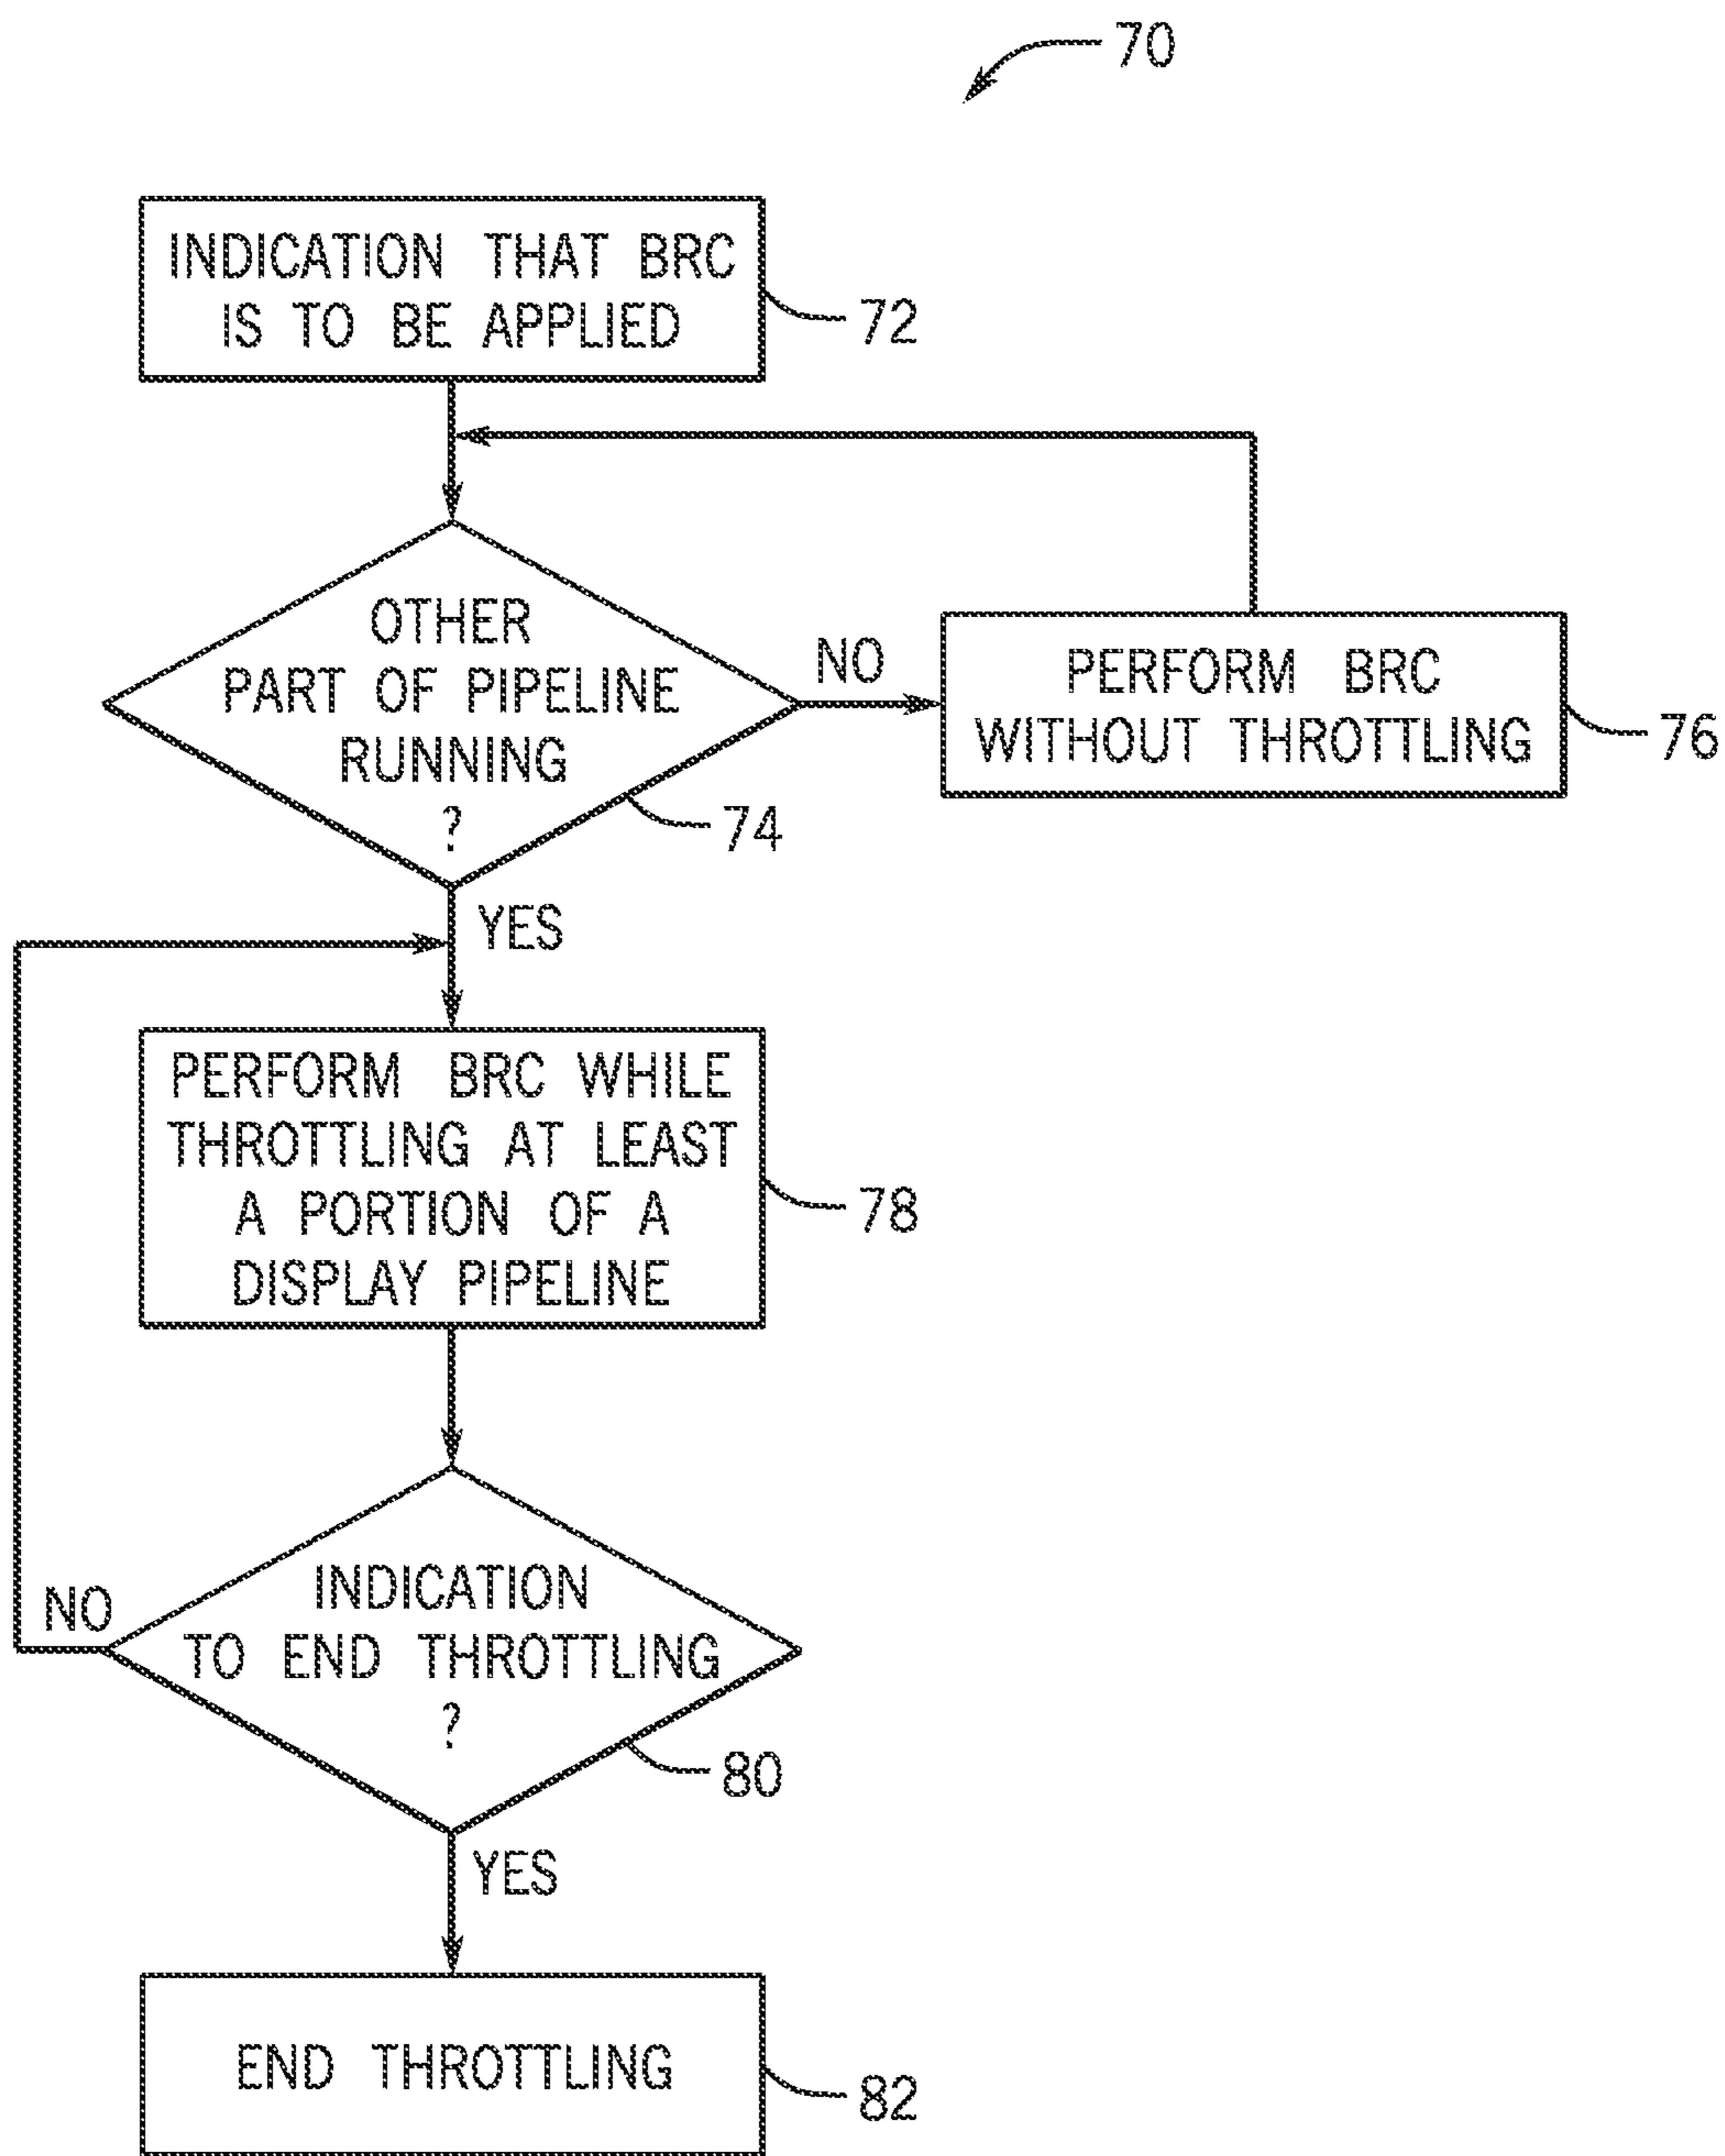 70
INDICATION THAT BRC
IS TO BE APPLIED
72
OTHER
PART OF PIPELINE
RUNNING
?
74
NO
PERFORM BRC
WITHOUT THROTTLING
76
YES
PERFORM BRC WHILE
THROTTLING AT LEAST
A PORTION OF A
DISPLAY PIPELINE
78
INDICATION
TO END THROTTLING
?
80
NO
YES
END THROTTLING
82